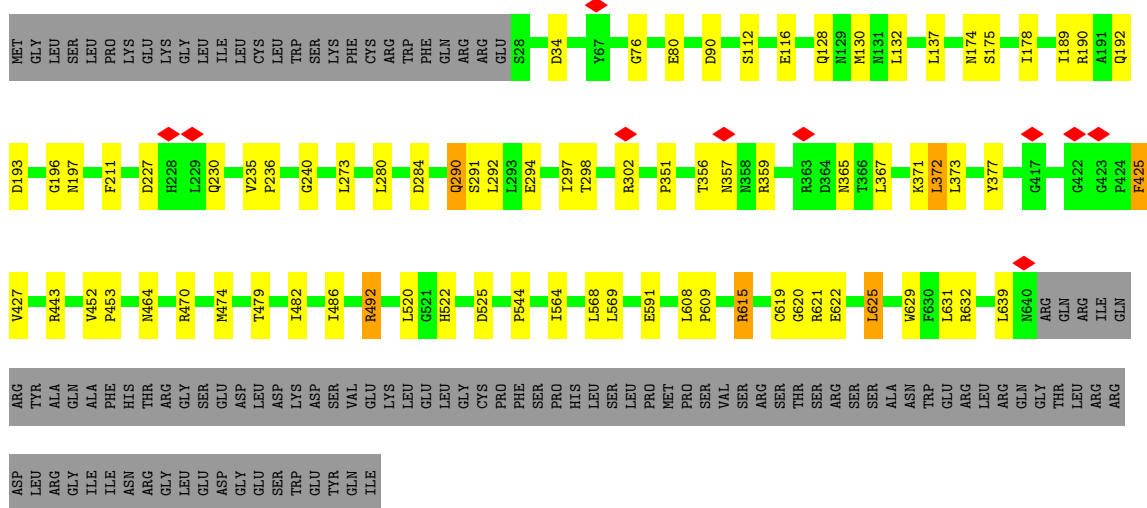 MET GLY LEU SER LEU PRO LYS GLU LYS GLY LEU ILE LEU CYS LEU TRP SER LYS PHE CYS ARG TRP PHE GLN ARG ARG GLU S28 D34 Y67 G76 E80 D90 S112 E116 Q128 N129 M130 N131 L132 L137 N174 S175 I178 I189 R190 A191 Q192
D193 G196 N197 F211 D227 H228 L229 Q230 V235 P236 G240 L273 L280 D284 Q290 S291 L292 L293 E294 I297 T298 R302 P351 T356 N357 N358 R359 R363 D364 N365 T366 L367 K371 L372 L373 Y377 G417 G422 G423 P424 F425
V427 R443 V452 P453 N464 R470 M474 T479 I482 I486 R492 L520 G521 H522 D525 P544 I564 L568 L569 E591 L608 P609 R615 C619 G620 R621 E622 L625 W629 F630 L631 R632 L639 N640 ARG GLN ARG ILE GLN
ARG TYR ALA GLN ALA PHE HIS THR ARG GLY SER GLU ASP LEU ASP LYS ASP SER VAL GLU LYS LEU GLU LEU GLY CYS PRO PHE SER PRO HIS LEU SER LEU PRO MET PRO SER VAL SER ARG SER THR SER ARG SER SER ALA ASN TRP GLU ARG LEU ARG GLN GLY THR LEU ARG ARG
ASP LEU ARG GLY ILE ILE ASN ARG GLY LEU GLU ASP GLY GLU SER TRP GLU TYR GLN ILE